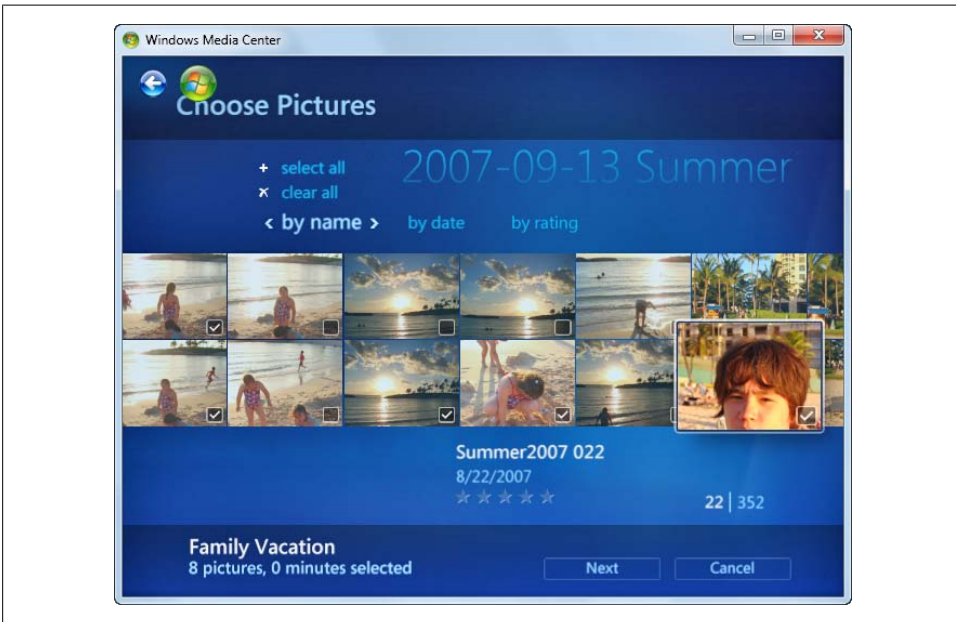 Windows Media Center
Choose Pictures
+ select all
x clear all
2007-09-13 Summer
< by name > by date by rating
Summer2007 022
8/22/2007
22 | 352
Family Vacation
8 pictures, 0 minutes selected
Next Cancel